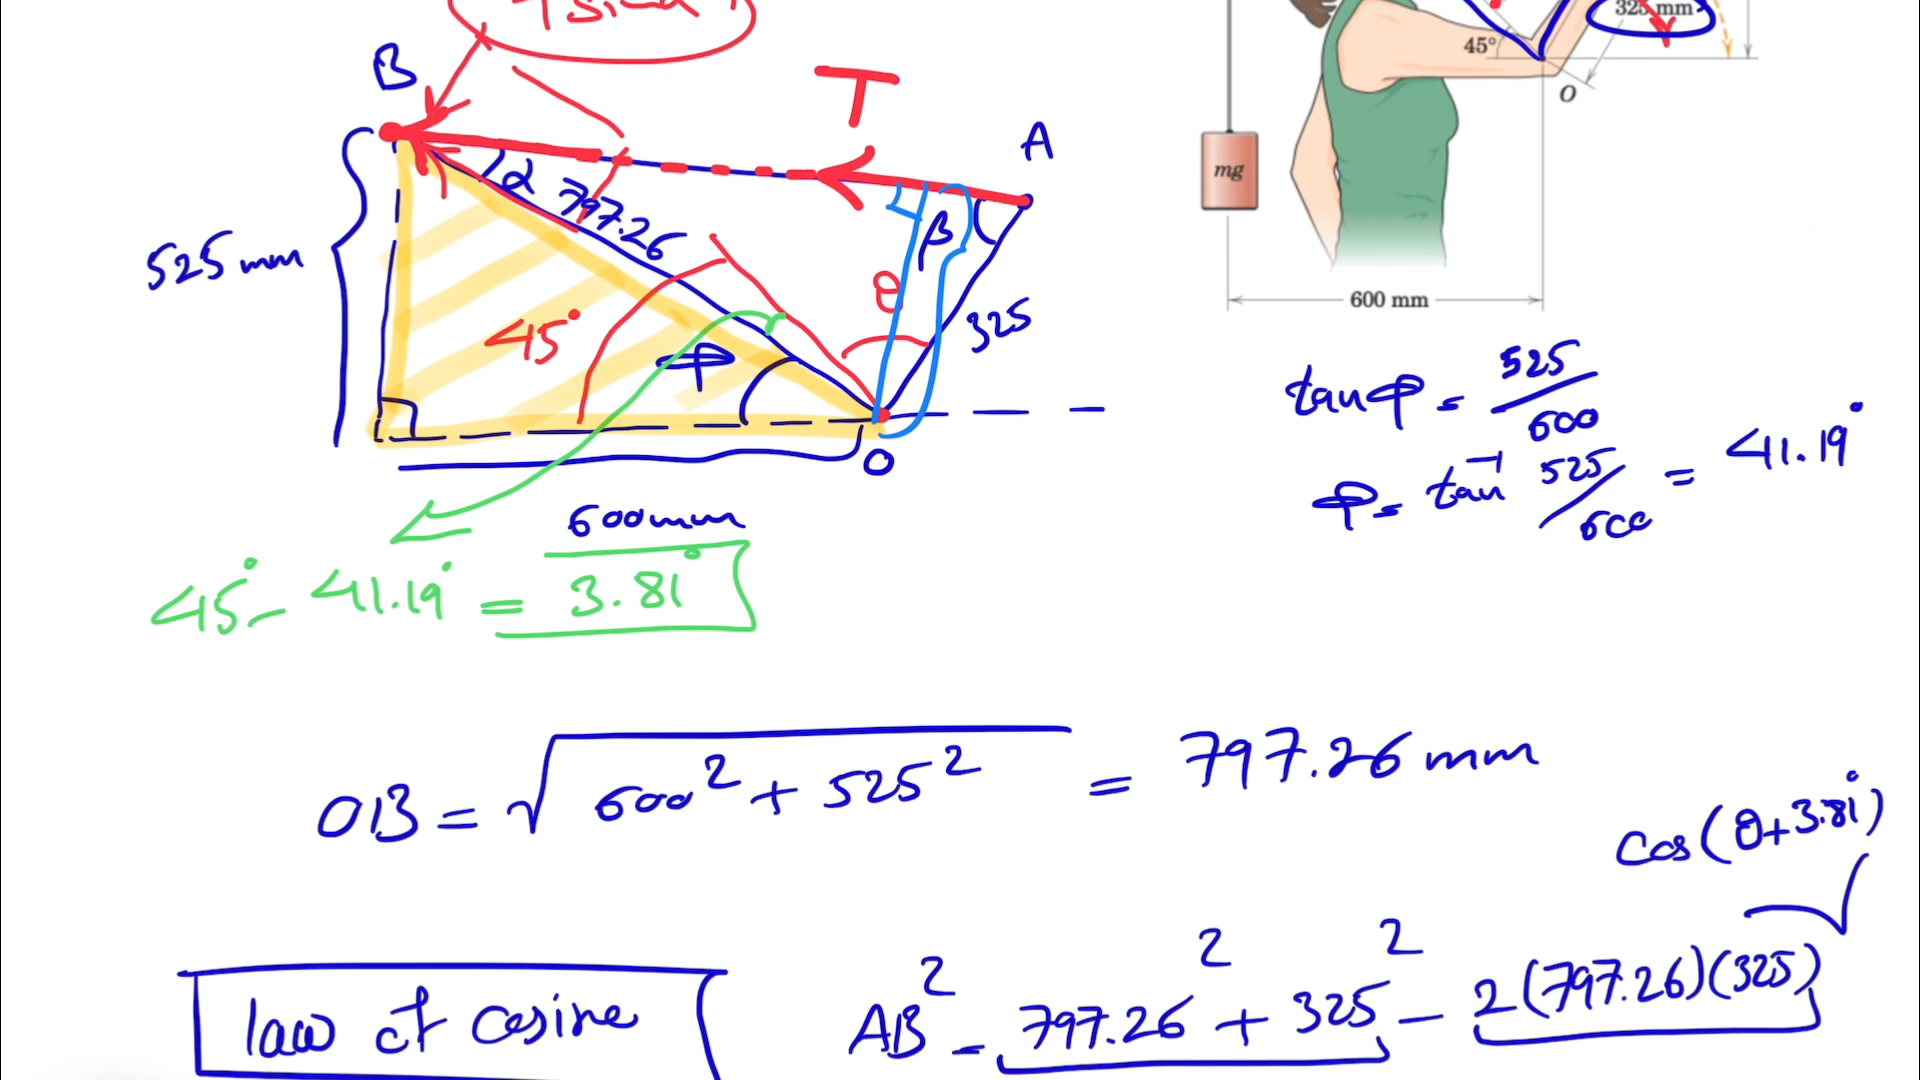 B
T
A
α
797.26
β
525 mm
θ
325
45°
φ
O
600mm
45° - 41.19° = 3.81°
325 mm
45°
O
mg
600 mm
tan φ = 525/600
φ = tan⁻¹ 525/600 = 41.19°
OB = √600² + 525² = 797.26 mm
cos(θ+3.81°)
law of cosine
AB² = 797.26² + 325² - 2(797.26)(325)